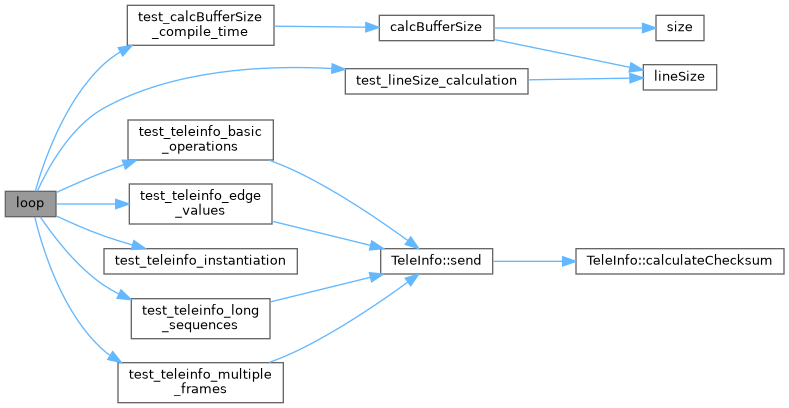 test_calcBufferSize
_compile_time
calcBufferSize
size
lineSize
test_lineSize_calculation
test_teleinfo_basic
_operations
loop
test_teleinfo_edge
_values
test_teleinfo_instantiation
TeleInfo::send
TeleInfo::calculateChecksum
test_teleinfo_long
_sequences
test_teleinfo_multiple
_frames